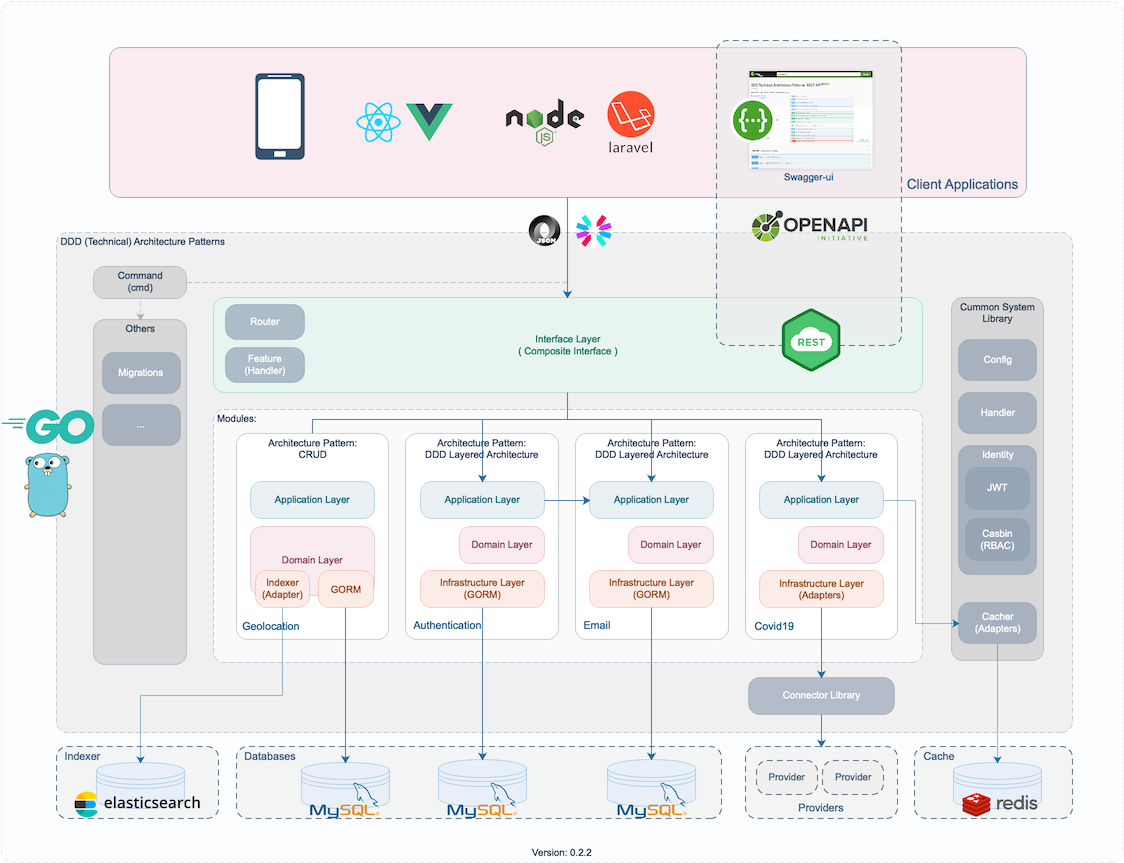 node
JS
laravel
{···}
Swagger-ui
Client Applications
JSON
OPENAPI
INITIATIVE
DDD (Technical) Architecture Patterns
Command
(cmd)
Others
Migrations
...
GO
Router
Feature
(Handler)
Interface Layer
( Composite Interface )
REST
Cummon System
Library
Config
Handler
Identity
JWT
Casbin
(RBAC)
Cacher
(Adapters)
Modules:
Architecture Pattern:
CRUD
Application Layer
Domain Layer
Indexer
(Adapter)
GORM
Geolocation
Architecture Pattern:
DDD Layered Architecture
Application Layer
Domain Layer
Infrastructure Layer
(GORM)
Authentication
Architecture Pattern:
DDD Layered Architecture
Application Layer
Domain Layer
Infrastructure Layer
(GORM)
Email
Architecture Pattern:
DDD Layered Architecture
Application Layer
Domain Layer
Infrastructure Layer
(Adapters)
Covid19
Connector Library
Indexer
elasticsearch
Databases
MySQL
MySQL
MySQL
Provider
Provider
Providers
Cache
redis
Version: 0.2.2